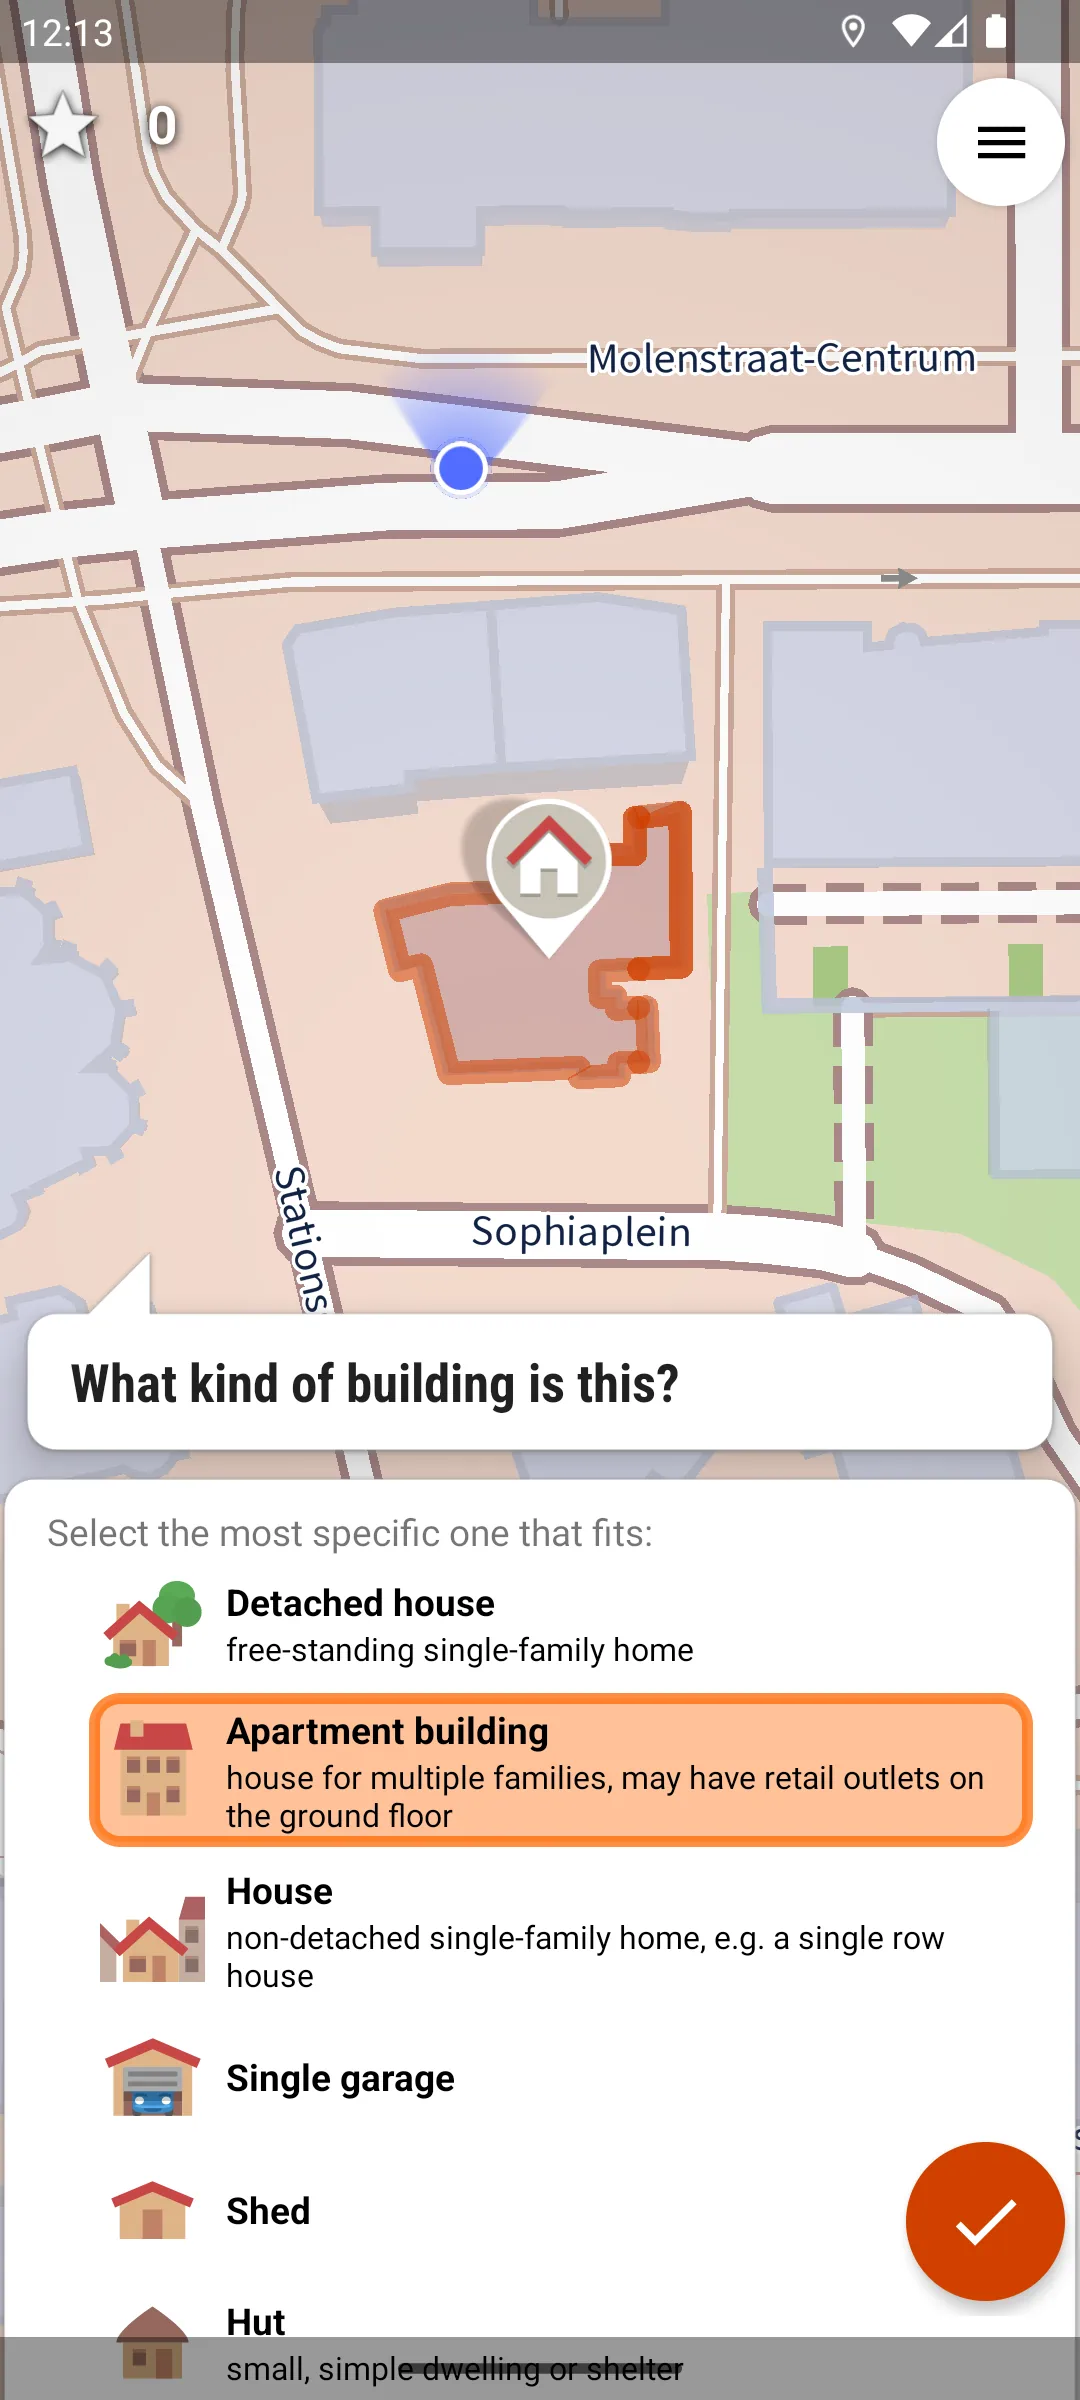 12:13
0
Molenstraat-Centrum
Sophiaplein
Stations
What kind of building is this?
Select the most specific one that fits:
Detached house
free-standing single-family home
Apartment building
house for multiple families, may have retail outlets on
the ground floor
House
non-detached single-family home, e.g. a single row
house
Single garage
Shed
Hut
small, simple dwelling or shelter